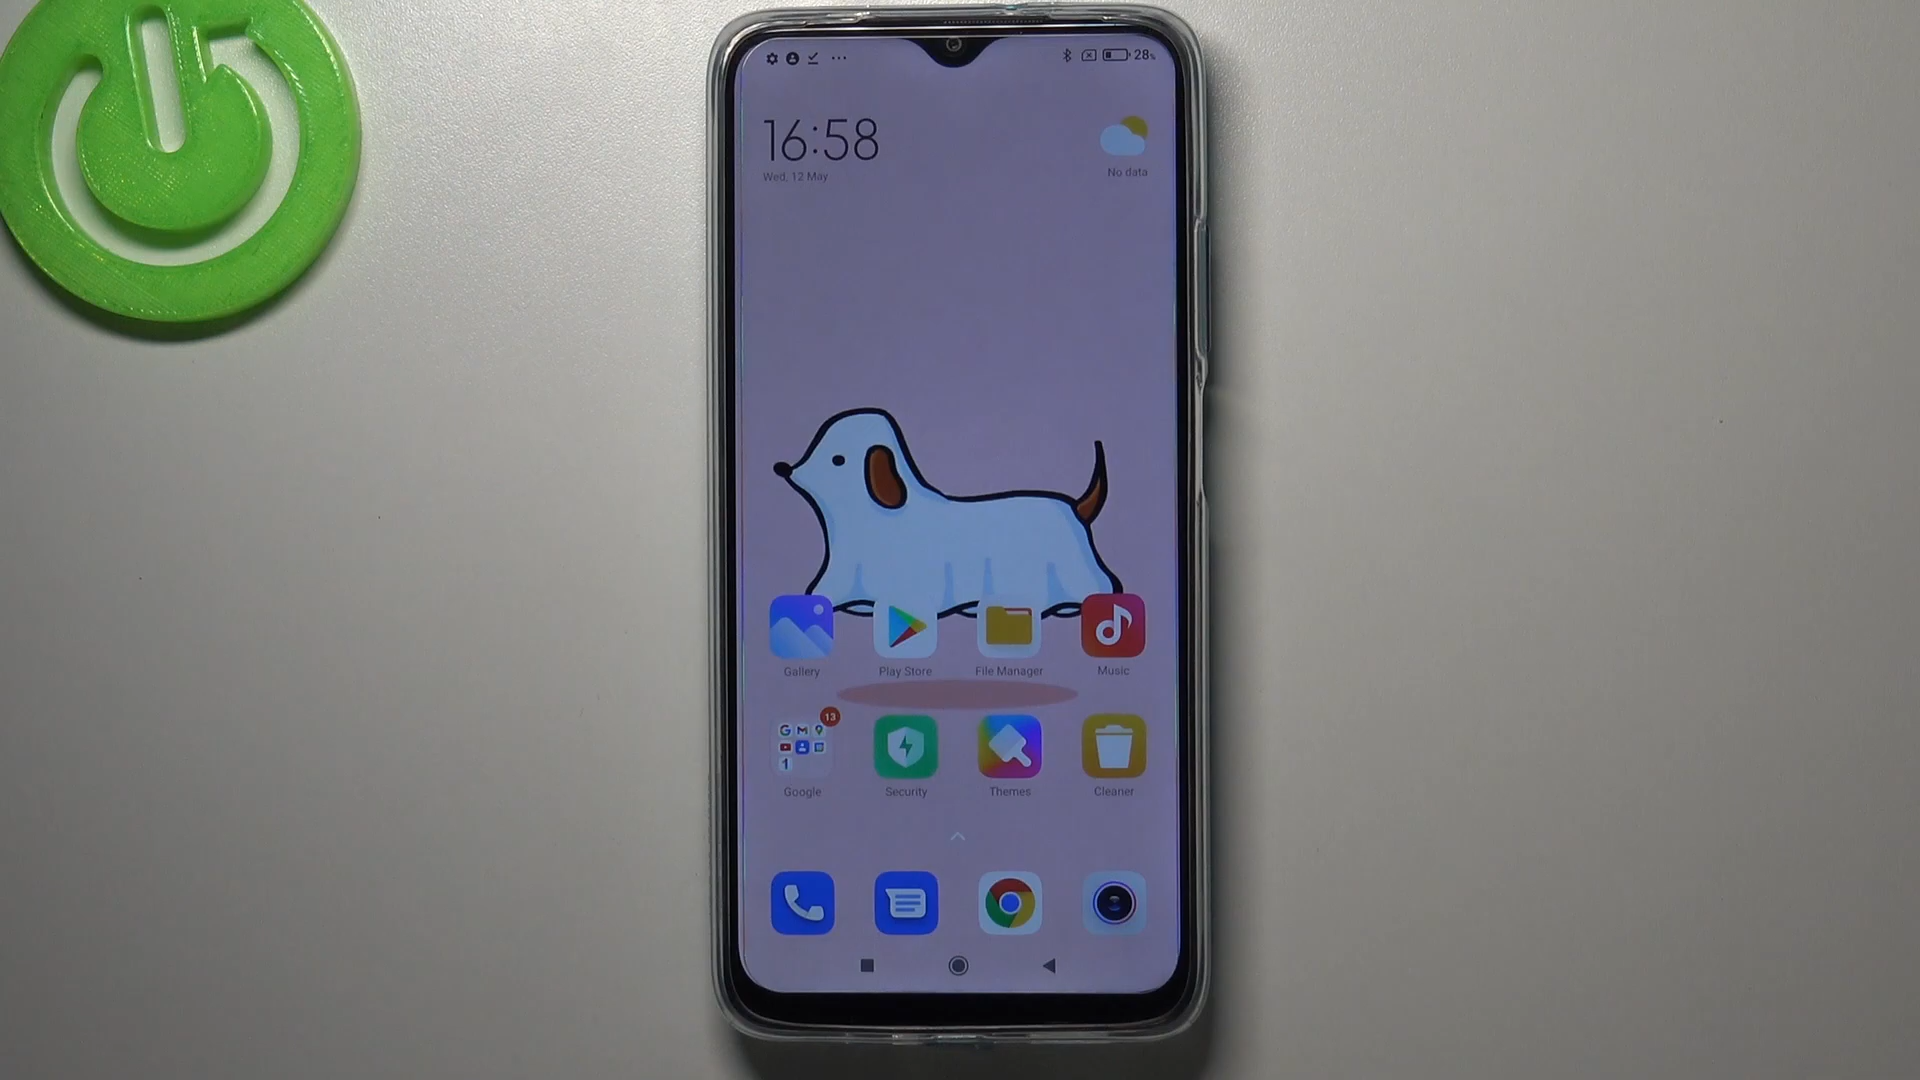 28%
16:58
Wed, 12 May
No data
Gallery
Play Store
File Manager
Music
13
Google
Security
Themes
Cleaner